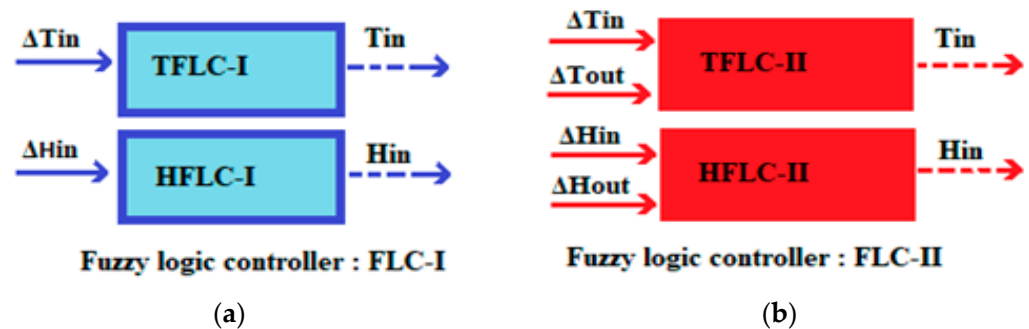 ΔTin
TFLC-I
Tin
ΔHin
HFLC-I
Hin
Fuzzy logic controller : FLC-I
(a)
ΔTin
ΔTout
TFLC-II
Tin
ΔHin
ΔHout
HFLC-II
Hin
Fuzzy logic controller : FLC-II
(b)